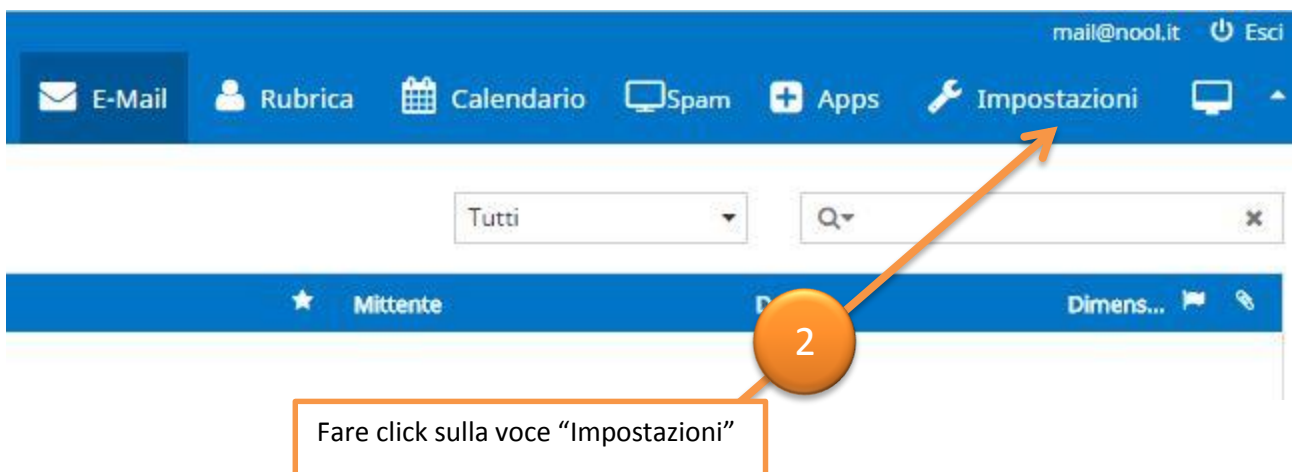 mail@nool.it Esci
E-Mail Rubrica Calendario Spam Apps Impostazioni
Tutti
Mittente Dimens...
2
Fare click sulla voce “Impostazioni”